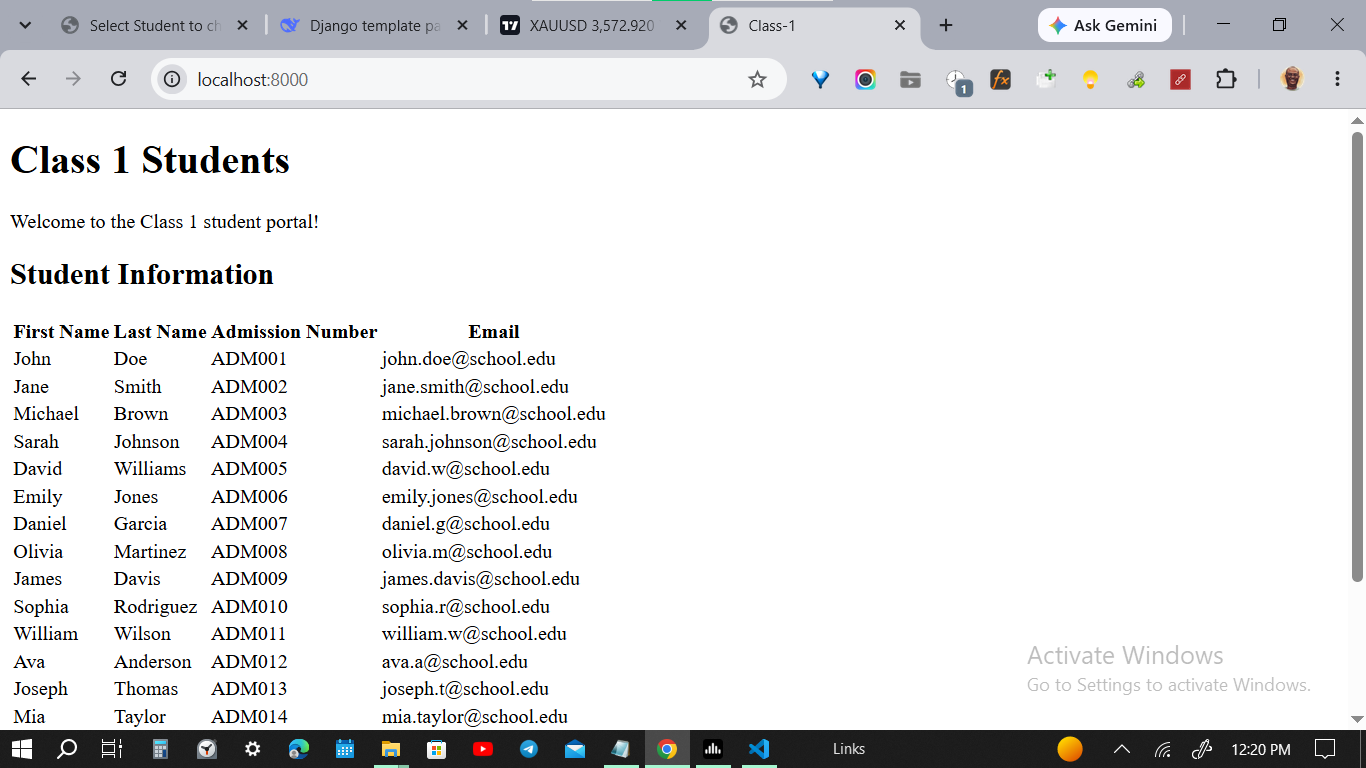 Select Student to ch
Django template pa
XAUUSD 3,572.920
Class-1
Ask Gemini
localhost:8000
1
Class 1 Students
Welcome to the Class 1 student portal!
Student Information
First Name Last Name Admission Number Email
John Doe ADM001 john.doe@school.edu
Jane Smith ADM002 jane.smith@school.edu
Michael Brown ADM003 michael.brown@school.edu
Sarah Johnson ADM004 sarah.johnson@school.edu
David Williams ADM005 david.w@school.edu
Emily Jones ADM006 emily.jones@school.edu
Daniel Garcia ADM007 daniel.g@school.edu
Olivia Martinez ADM008 olivia.m@school.edu
James Davis ADM009 james.davis@school.edu
Sophia Rodriguez ADM010 sophia.r@school.edu
William Wilson ADM011 william.w@school.edu
Ava Anderson ADM012 ava.a@school.edu
Joseph Thomas ADM013 joseph.t@school.edu
Mia Taylor ADM014 mia.taylor@school.edu
Activate Windows
Go to Settings to activate Windows.
Links
12:20 PM